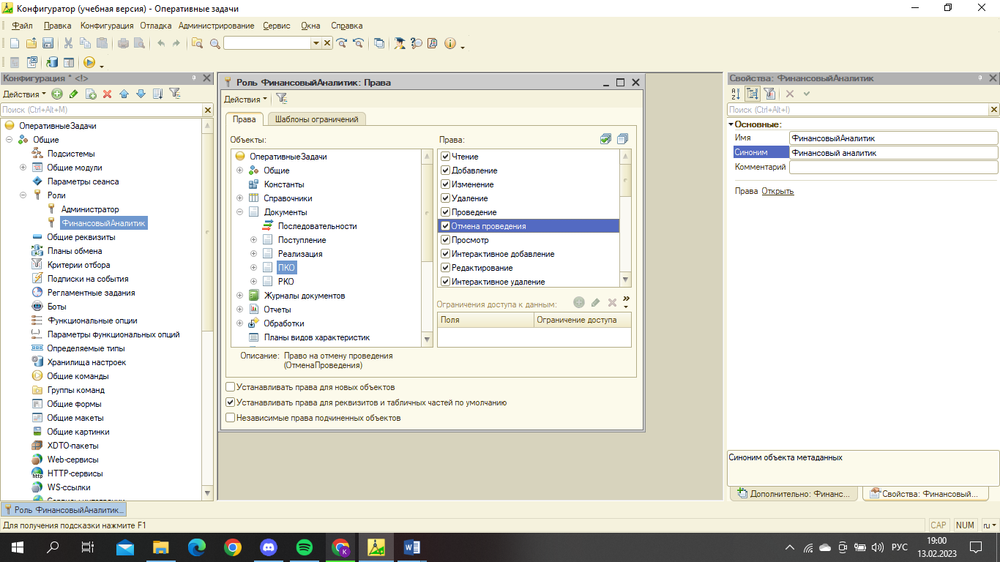 Конфигуратор (учебная версия) - Оперативные задачи
Файл Правка Конфигурация Отладка Администрирование Сервис Окна Справка
Конфигурация * <!>
Действия
Поиск (Ctrl+Alt+M)
ОперативныеЗадачи
Общие
Подсистемы
Общие модули
Параметры сеанса
Роли
Администратор
ФинансовыйАналитик
Общие реквизиты
Планы обмена
Критерии отбора
Подписки на события
Регламентные задания
Боты
Функциональные опции
Параметры функциональных опций
Определяемые типы
Хранилища настроек
Общие команды
Группы команд
Общие формы
Общие макеты
Общие картинки
XDTO-пакеты
Web-сервисы
HTTP-сервисы
WS-ссылки
Роль ФинансовыйАналитик: Права
Действия
Права Шаблоны ограничений
Объекты:
ОперативныеЗадачи
Общие
Константы
Справочники
Документы
Последовательности
Поступление
Реализация
ПКО
РКО
Журналы документов
Отчеты
Обработки
Планы видов характеристик
Права:
Чтение
Добавление
Изменение
Удаление
Проведение
Отмена проведения
Просмотр
Интерактивное добавление
Редактирование
Интерактивное удаление
Ограничения доступа к данным:
Поля Ограничение доступа
Описание: Право на отмену проведения
(ОтменаПроведения)
Устанавливать права для новых объектов
Устанавливать права для реквизитов и табличных частей по умолчанию
Независимые права подчиненных объектов
Свойства: ФинансовыйАналитик
Поиск (Ctrl+Alt+I)
Основные:
Имя ФинансовыйАналитик
Синоним Финансовый аналитик
Комментарий
Права Открыть
Синоним объекта метаданных
Дополнительно: Финанс... Свойства: Финансовый...
Роль ФинансовыйАналитик...
Для получения подсказки нажмите F1
CAP NUM ru
РУС
19:00
13.02.2023